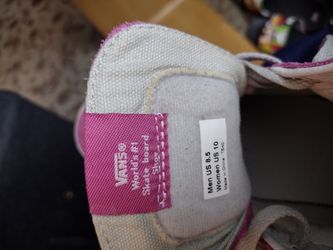 VANS®
World's #1
Skate board
Shoe
Men US 8.5
Women US 10